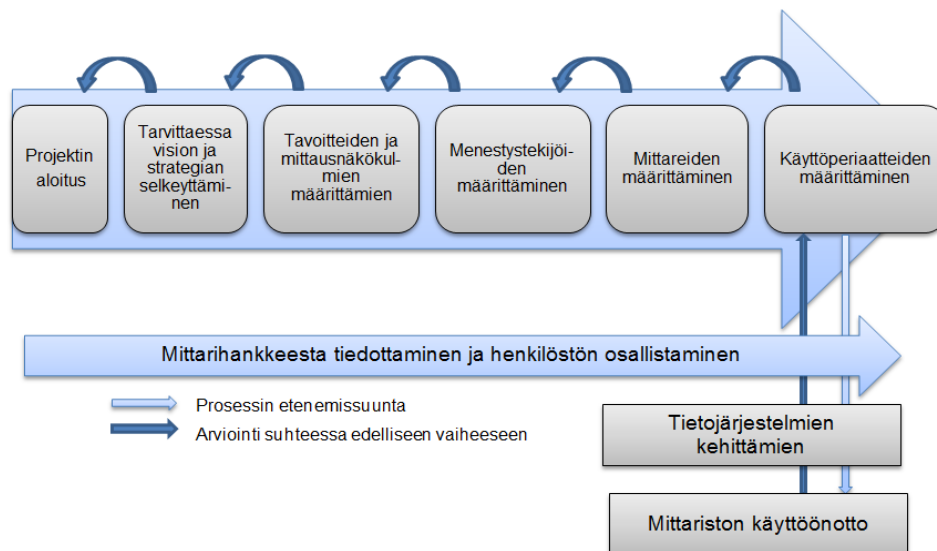 Projektin
aloitus
Tarvittaessa
vision ja
strategian
selkeyttämi-
nen
Tavoitteiden ja
mittausnäkökul-
mien
määrittämien
Menestystekijöi-
den
määrittäminen
Mittareiden
määrittäminen
Käyttöperiaatteiden
määrittäminen
Mittarihankkeesta tiedottaminen ja henkilöstön osallistaminen
Prosessin etenemissuunta
Arviointi suhteessa edelliseen vaiheeseen
Tietojärjestelmien
kehittämien
Mittariston käyttöönotto